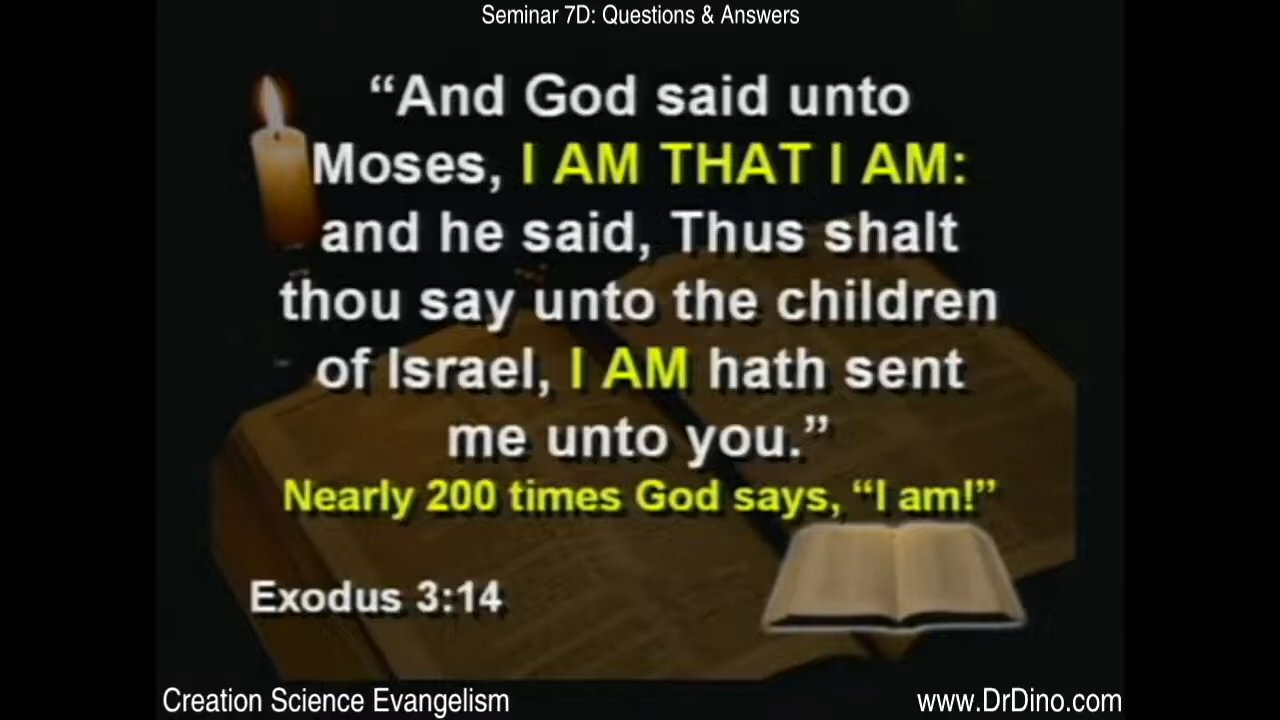 Seminar 7D: Questions & Answers
“And God said unto
Moses, I AM THAT I AM:
and he said, Thus shalt
thou say unto the children
of Israel, I AM hath sent
me unto you.”
Nearly 200 times God says, “I am!”
Exodus 3:14
Creation Science Evangelism
www.DrDino.com